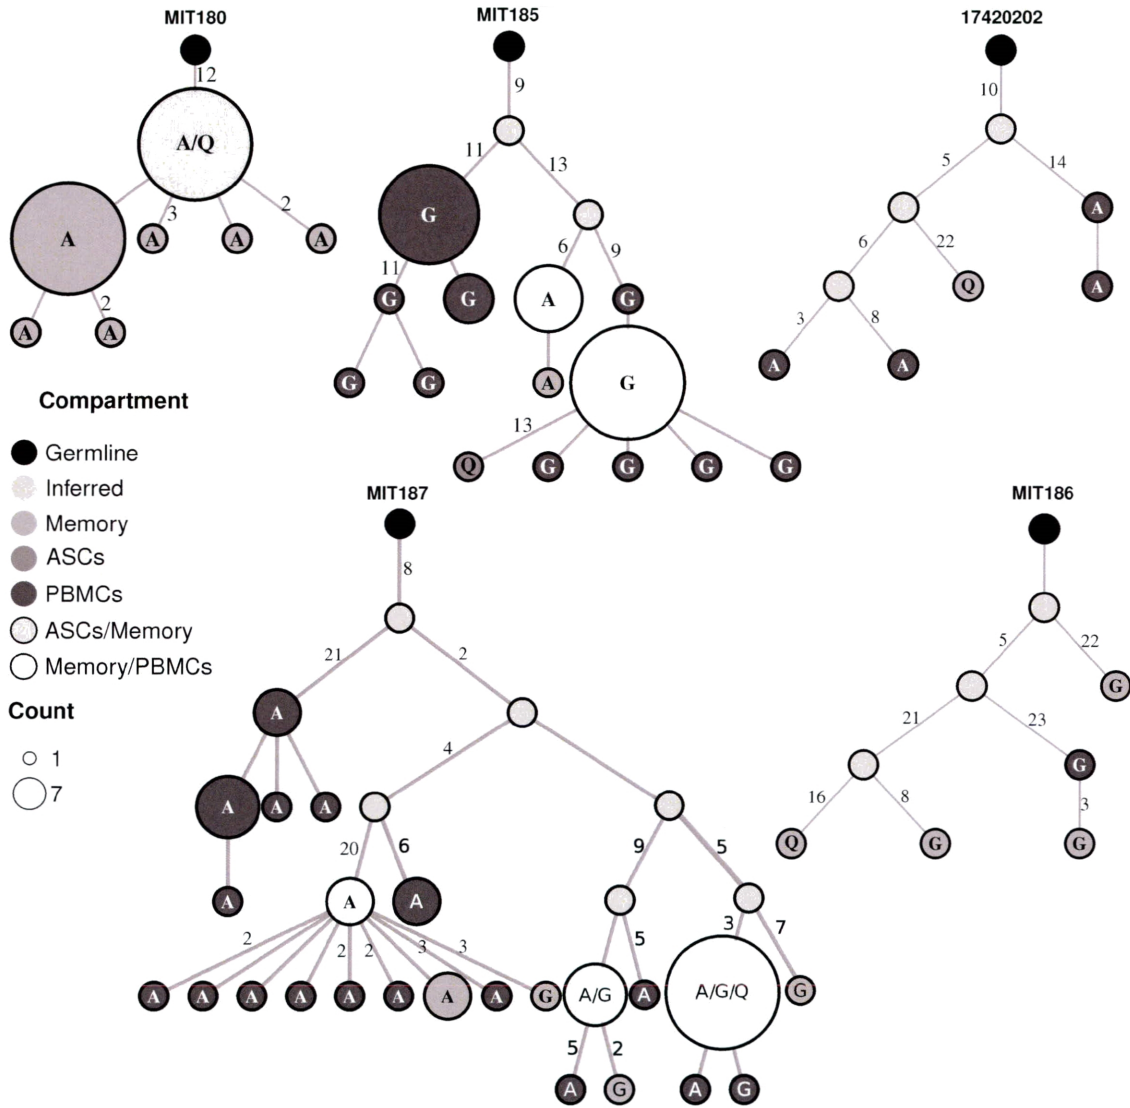 MIT180
12
A/Q
A
3
2
A
A
A
2
A
A
MIT185
9
11
13
G
6
9
11
G
G
A
G
G
G
A
G
13
Q
G
G
G
G
17420202
10
5
14
A
6
22
Q
A
3
8
A
A
Compartment
Germline
Inferred
Memory
ASCs
PBMCs
ASCs/Memory
Memory/PBMCs
Count
1
7
MIT187
8
21
2
A
4
A
A
A
20
6
9
5
A
A
A
5
3
7
2
2
2
3
3
A
A
A
A
A
A
A
A
G
A/G
A
A/G/Q
G
5
2
A
G
A
G
MIT186
5
22
G
21
23
G
16
8
3
Q
G
G